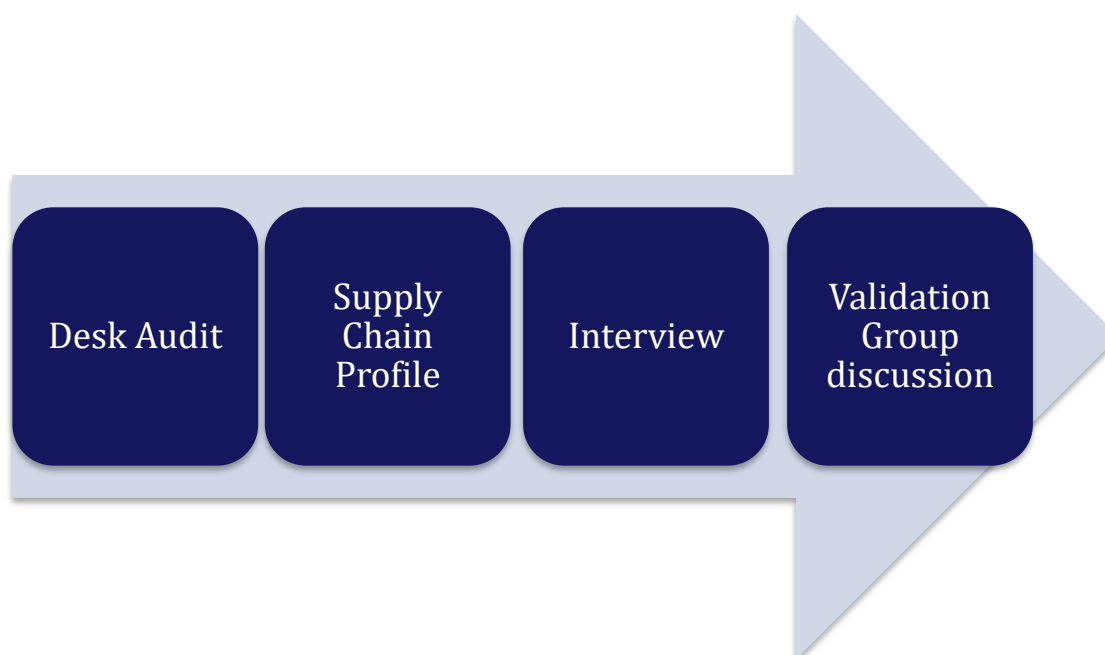 Desk Audit
Supply
Chain
Profile
Interview
Validation
Group
discussion